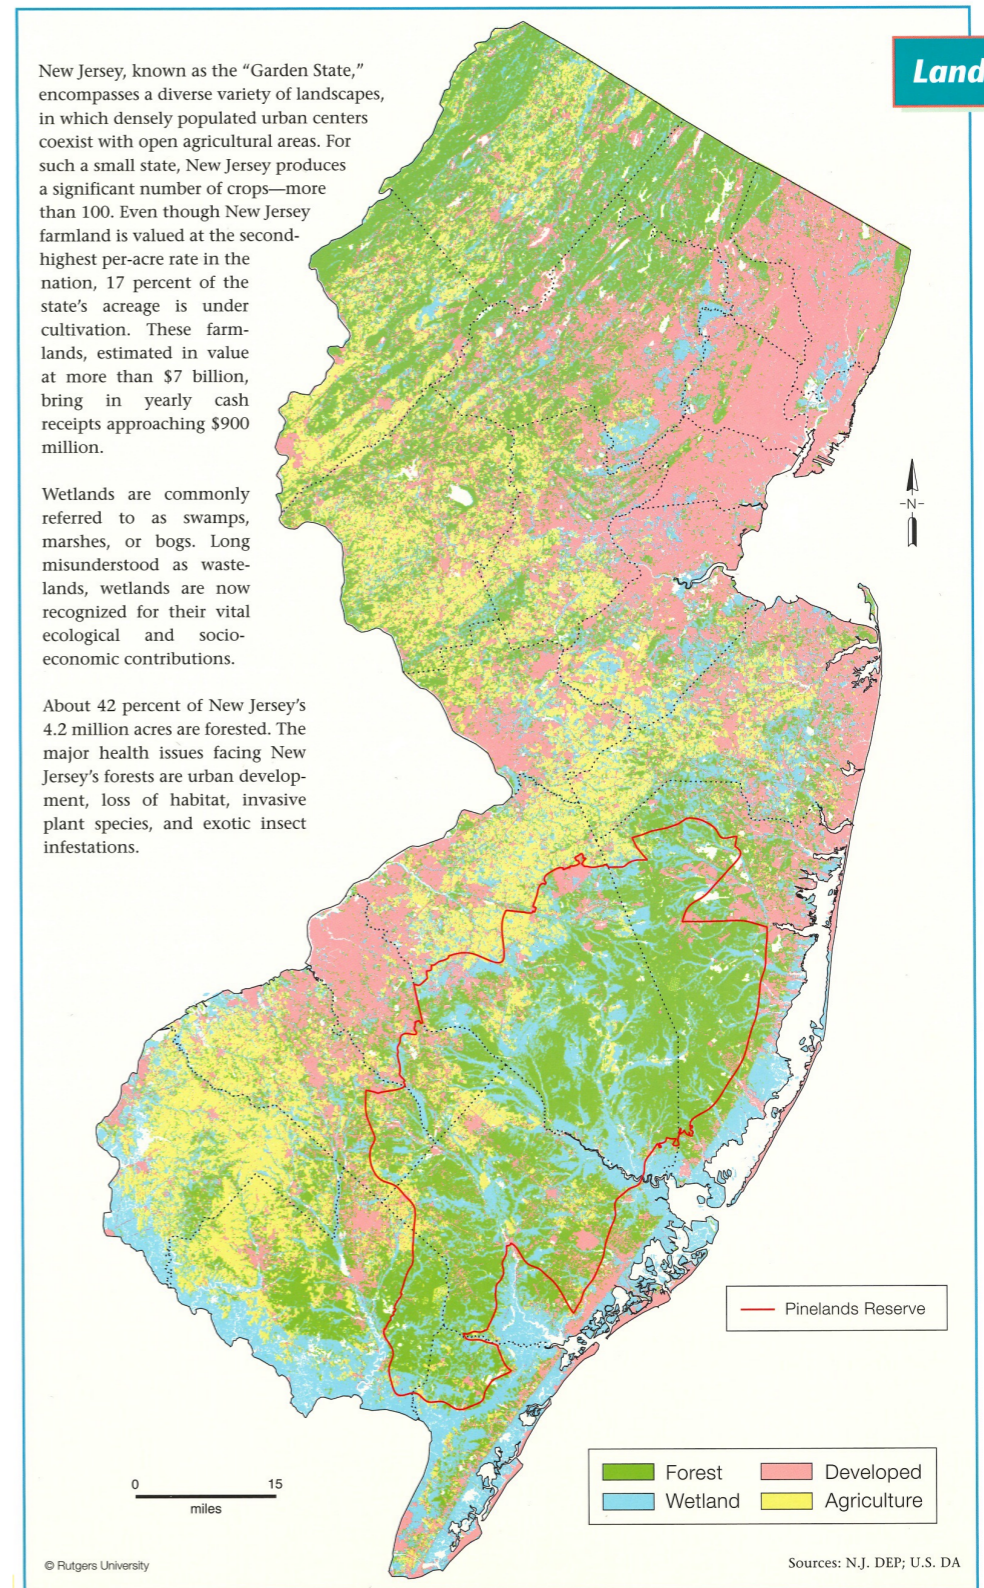 New Jersey, known as the “Garden State,”
encompasses a diverse variety of landscapes,
in which densely populated urban centers
coexist with open agricultural areas. For
such a small state, New Jersey produces
a significant number of crops—more
than 100. Even though New Jersey
farmland is valued at the second-
highest per-acre rate in the
nation, 17 percent of the
state’s acreage is under
cultivation. These farm-
lands, estimated in value
at more than $7 billion,
bring in yearly cash
receipts approaching $900
million.
Wetlands are commonly
referred to as swamps,
marshes, or bogs. Long
misunderstood as waste-
lands, wetlands are now
recognized for their vital
ecological and socio-
economic contributions.
About 42 percent of New Jersey’s
4.2 million acres are forested. The
major health issues facing New
Jersey’s forests are urban develop-
ment, loss of habitat, invasive
plant species, and exotic insect
infestations.
Land
-N-
Pinelands Reserve
Forest
Developed
Wetland
Agriculture
0 15
miles
© Rutgers University
Sources: N.J. DEP; U.S. DA